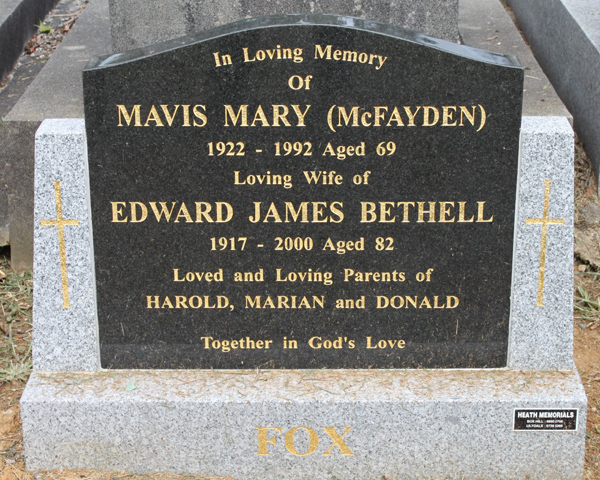 In Loving Memory
Of
MAVIS MARY (McFAYDEN)
1922 - 1992 Aged 69
Loving Wife of
EDWARD JAMES BETHELL
1917 - 2000 Aged 82
Loved and Loving Parents of
HAROLD, MARIAN and DONALD
Together in God's Love
FOX
HEATH MEMORIALS